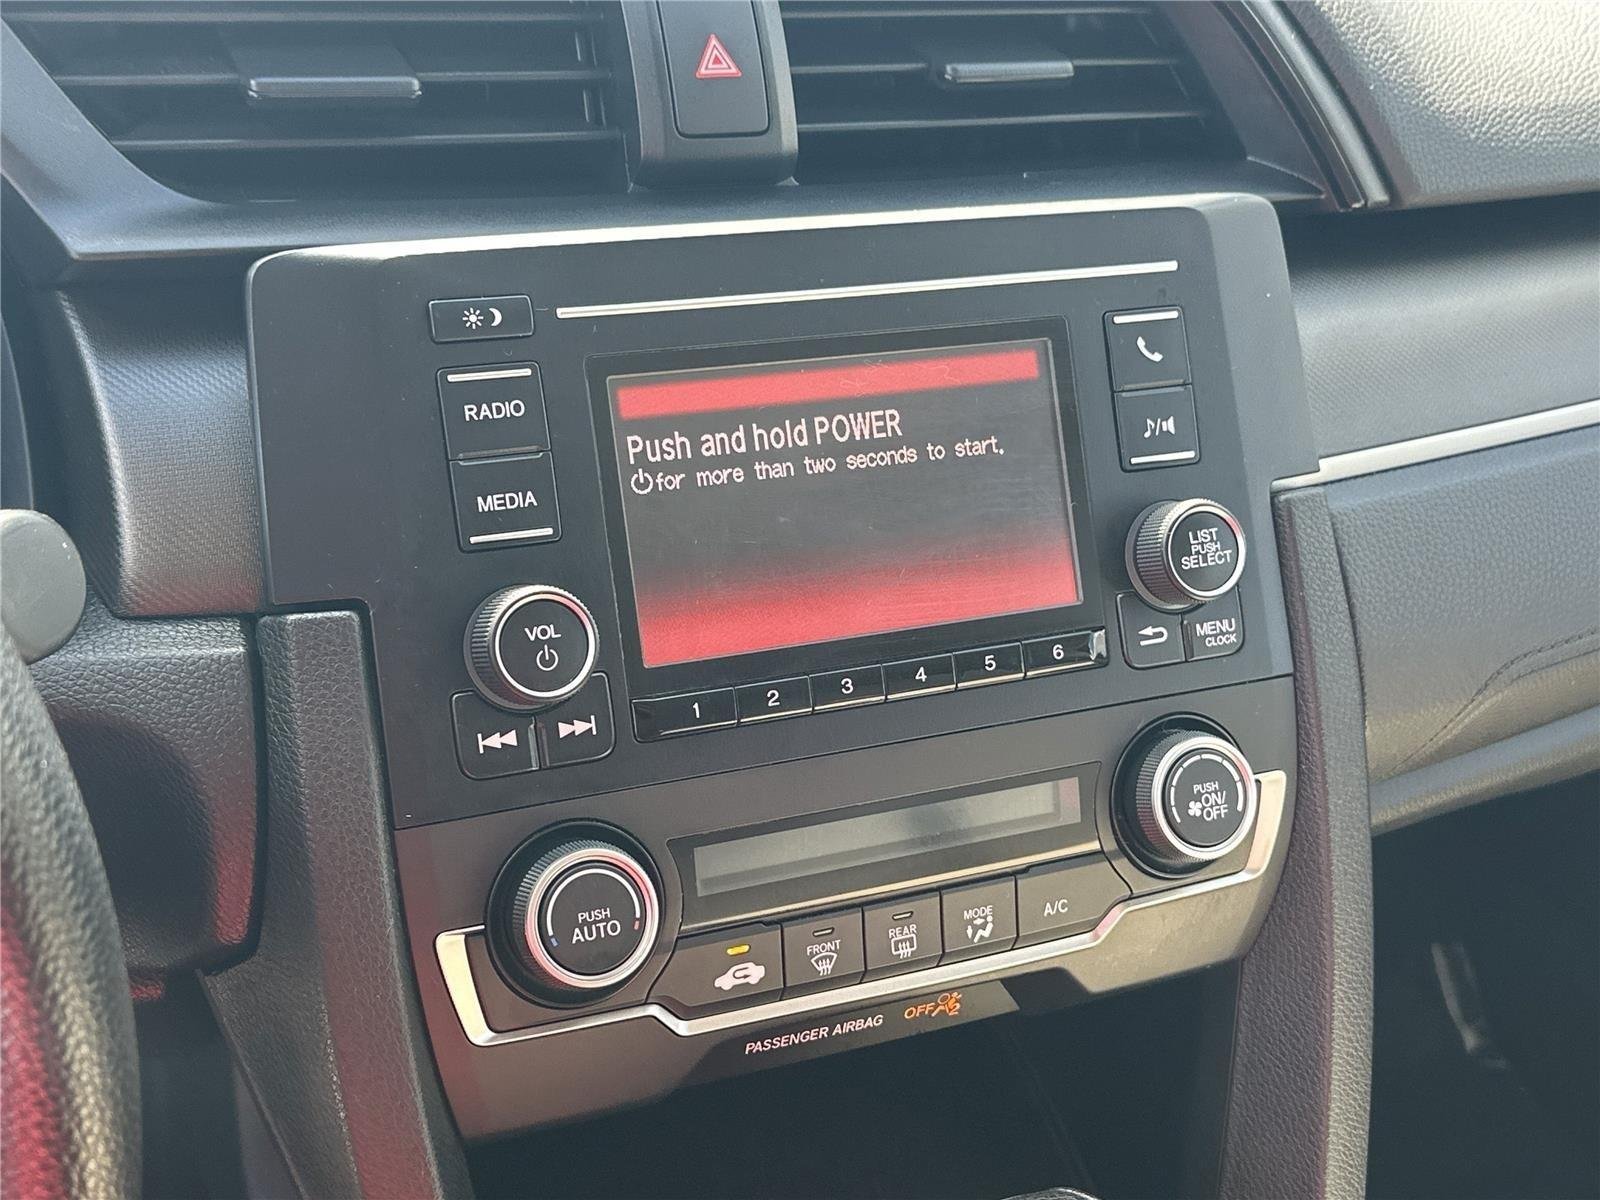 RADIO
MEDIA
Push and hold POWER
for more than two seconds to start.
LIST
PUSH
SELECT
VOL
MENU
CLOCK
1 2 3 4 5 6
PUSH
ON/
OFF
PUSH
AUTO
FRONT
REAR
MODE
A/C
PASSENGER AIRBAG OFF